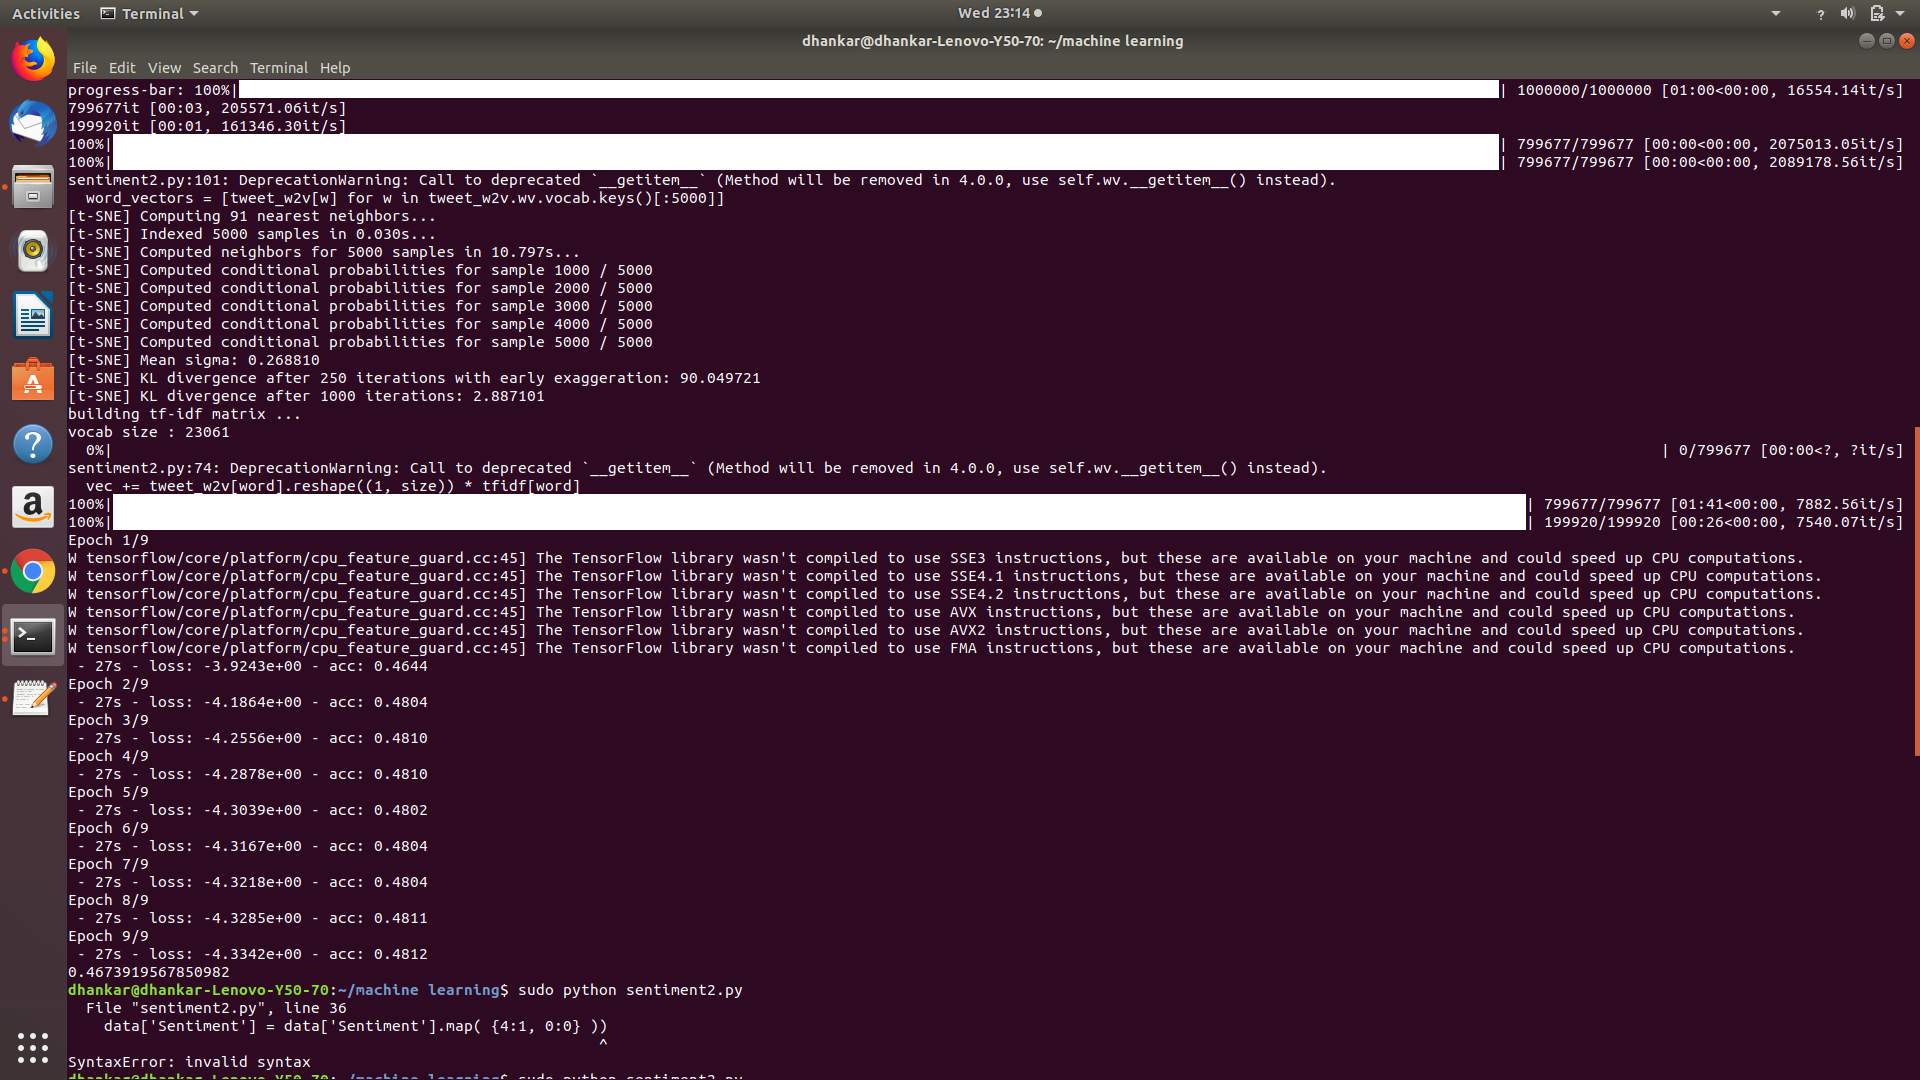 Activities Terminal Wed 23:14
dhankar@dhankar-Lenovo-Y50-70: ~/machine learning
File Edit View Search Terminal Help
progress-bar: 100%| | 1000000/1000000 [01:00<00:00, 16554.14it/s]
799677it [00:03, 205571.06it/s]
199920it [00:01, 161346.30it/s]
100%| | 799677/799677 [00:00<00:00, 2075013.05it/s]
100%| | 799677/799677 [00:00<00:00, 2089178.56it/s]
sentiment2.py:101: DeprecationWarning: Call to deprecated `__getitem__` (Method will be removed in 4.0.0, use self.wv.__getitem__() instead).
  word_vectors = [tweet_w2v[w] for w in tweet_w2v.wv.vocab.keys()[:5000]]
[t-SNE] Computing 91 nearest neighbors...
[t-SNE] Indexed 5000 samples in 0.030s...
[t-SNE] Computed neighbors for 5000 samples in 10.797s...
[t-SNE] Computed conditional probabilities for sample 1000 / 5000
[t-SNE] Computed conditional probabilities for sample 2000 / 5000
[t-SNE] Computed conditional probabilities for sample 3000 / 5000
[t-SNE] Computed conditional probabilities for sample 4000 / 5000
[t-SNE] Computed conditional probabilities for sample 5000 / 5000
[t-SNE] Mean sigma: 0.268810
[t-SNE] KL divergence after 250 iterations with early exaggeration: 90.049721
[t-SNE] KL divergence after 1000 iterations: 2.887101
building tf-idf matrix ...
vocab size : 23061
  0%| | 0/799677 [00:00<?, ?it/s]
sentiment2.py:74: DeprecationWarning: Call to deprecated `__getitem__` (Method will be removed in 4.0.0, use self.wv.__getitem__() instead).
  vec += tweet_w2v[word].reshape((1, size)) * tfidf[word]
100%| | 799677/799677 [01:41<00:00, 7882.56it/s]
100%| | 199920/199920 [00:26<00:00, 7540.07it/s]
Epoch 1/9
W tensorflow/core/platform/cpu_feature_guard.cc:45] The TensorFlow library wasn't compiled to use SSE3 instructions, but these are available on your machine and could speed up CPU computations.
W tensorflow/core/platform/cpu_feature_guard.cc:45] The TensorFlow library wasn't compiled to use SSE4.1 instructions, but these are available on your machine and could speed up CPU computations.
W tensorflow/core/platform/cpu_feature_guard.cc:45] The TensorFlow library wasn't compiled to use SSE4.2 instructions, but these are available on your machine and could speed up CPU computations.
W tensorflow/core/platform/cpu_feature_guard.cc:45] The TensorFlow library wasn't compiled to use AVX instructions, but these are available on your machine and could speed up CPU computations.
W tensorflow/core/platform/cpu_feature_guard.cc:45] The TensorFlow library wasn't compiled to use AVX2 instructions, but these are available on your machine and could speed up CPU computations.
W tensorflow/core/platform/cpu_feature_guard.cc:45] The TensorFlow library wasn't compiled to use FMA instructions, but these are available on your machine and could speed up CPU computations.
 - 27s - loss: -3.9243e+00 - acc: 0.4644
Epoch 2/9
 - 27s - loss: -4.1864e+00 - acc: 0.4804
Epoch 3/9
 - 27s - loss: -4.2556e+00 - acc: 0.4810
Epoch 4/9
 - 27s - loss: -4.2878e+00 - acc: 0.4810
Epoch 5/9
 - 27s - loss: -4.3039e+00 - acc: 0.4802
Epoch 6/9
 - 27s - loss: -4.3167e+00 - acc: 0.4804
Epoch 7/9
 - 27s - loss: -4.3218e+00 - acc: 0.4804
Epoch 8/9
 - 27s - loss: -4.3285e+00 - acc: 0.4811
Epoch 9/9
 - 27s - loss: -4.3342e+00 - acc: 0.4812
0.4673919567850982
dhankar@dhankar-Lenovo-Y50-70:~/machine learning$ sudo python sentiment2.py
  File "sentiment2.py", line 36
    data['Sentiment'] = data['Sentiment'].map( {4:1, 0:0} ))
^
SyntaxError: invalid syntax
dhankar@dhankar-Lenovo-Y50-70:~/machine learning$ sudo python sentiment2.py